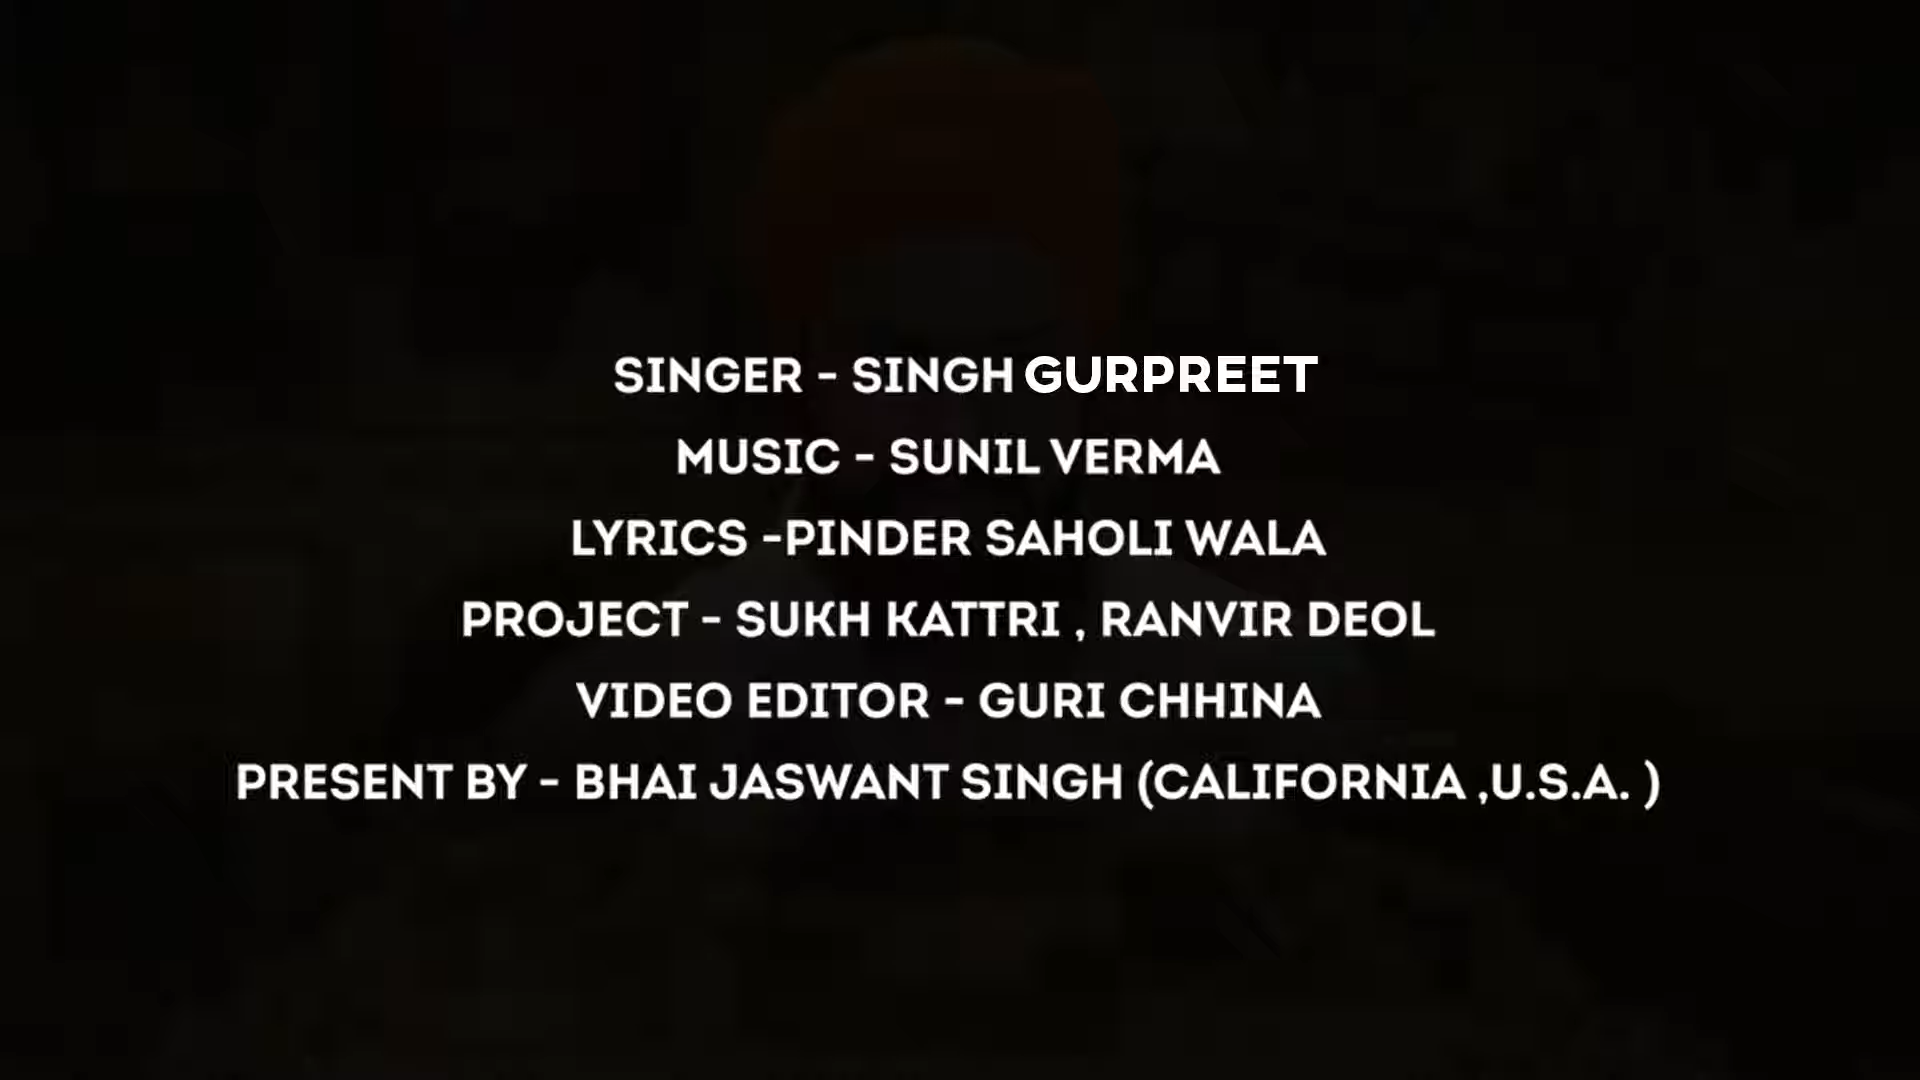 SINGER - SINGH GURPREET
MUSIC - SUNIL VERMA
LYRICS -PINDER SAHOLI WALA
PROJECT - SUKH KATTRI , RANVIR DEOL
VIDEO EDITOR - GURI CHHINA
PRESENT BY - BHAI JASWANT SINGH (CALIFORNIA ,U.S.A. )